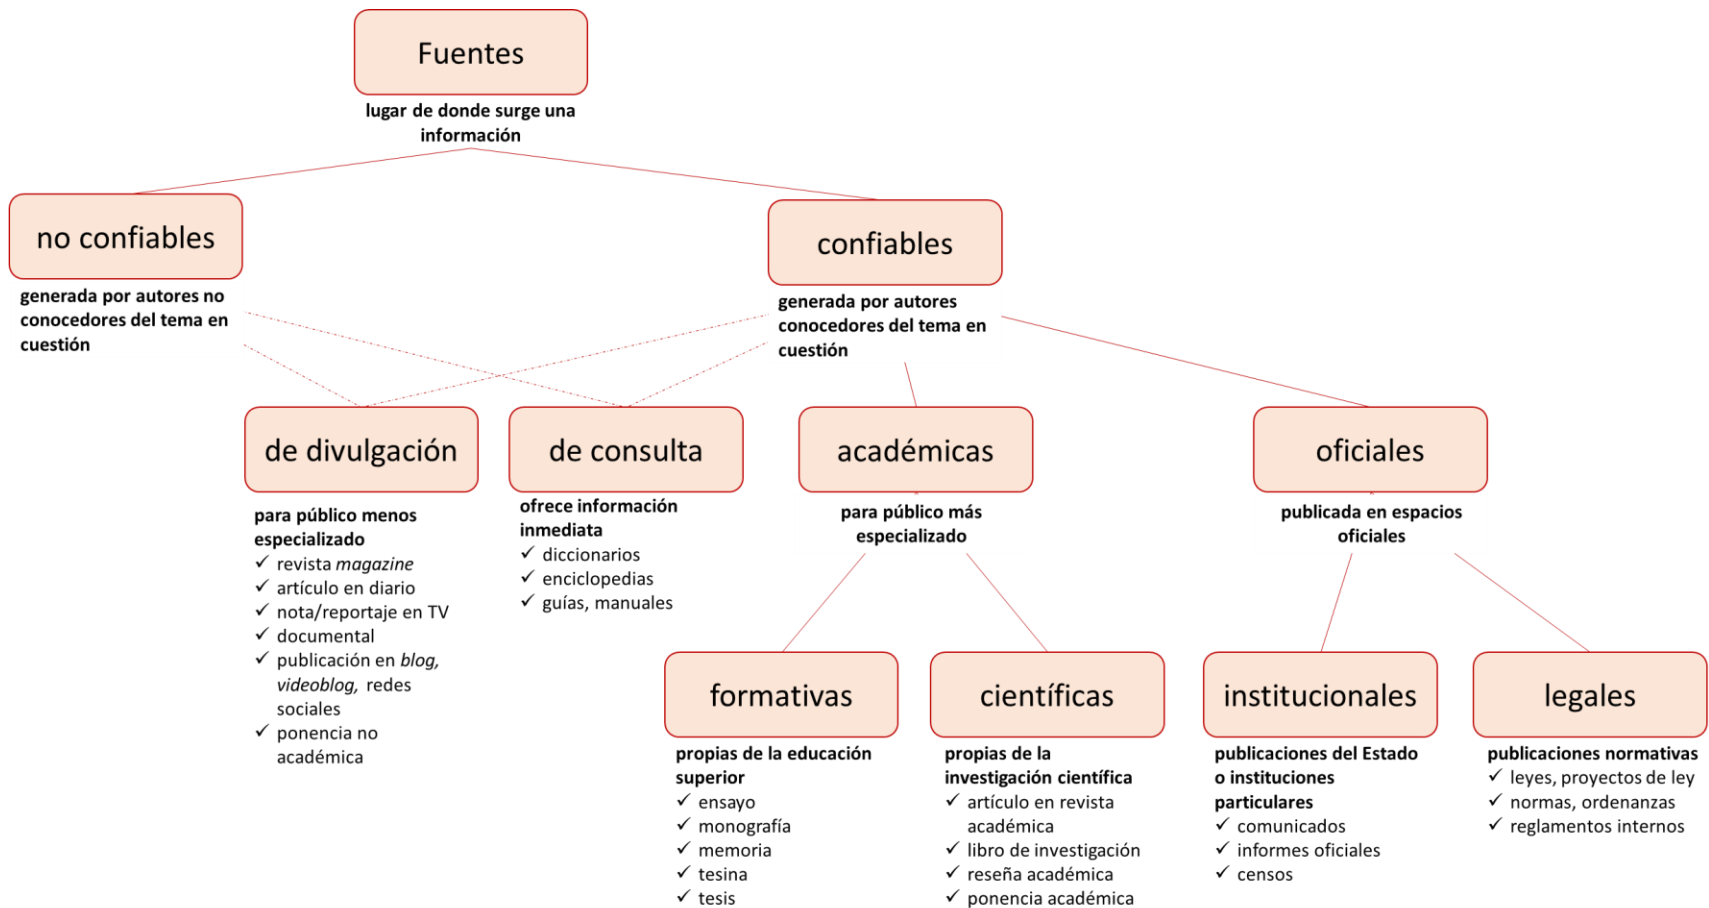 Fuentes
lugar de donde surge una
información
no confiables
generada por autores no
conocedores del tema en
cuestión
confiables
generada por autores
conocedores del tema en
cuestión
de divulgación
para público menos
especializado
✓ revista magazine
✓ artículo en diario
✓ nota/reportaje en TV
✓ documental
✓ publicación en blog,
videoblog, redes
sociales
✓ ponencia no
académica
de consulta
ofrece información
inmediata
✓ diccionarios
✓ enciclopedias
✓ guías, manuales
académicas
para público más
especializado
oficiales
publicada en espacios
oficiales
formativas
propias de la educación
superior
✓ ensayo
✓ monografía
✓ memoria
✓ tesina
✓ tesis
científicas
propias de la
investigación científica
✓ artículo en revista
académica
✓ libro de investigación
✓ reseña académica
✓ ponencia académica
institucionales
publicaciones del Estado
o instituciones
particulares
✓ comunicados
✓ informes oficiales
✓ censos
legales
publicaciones normativas
✓ leyes, proyectos de ley
✓ normas, ordenanzas
✓ reglamentos internos